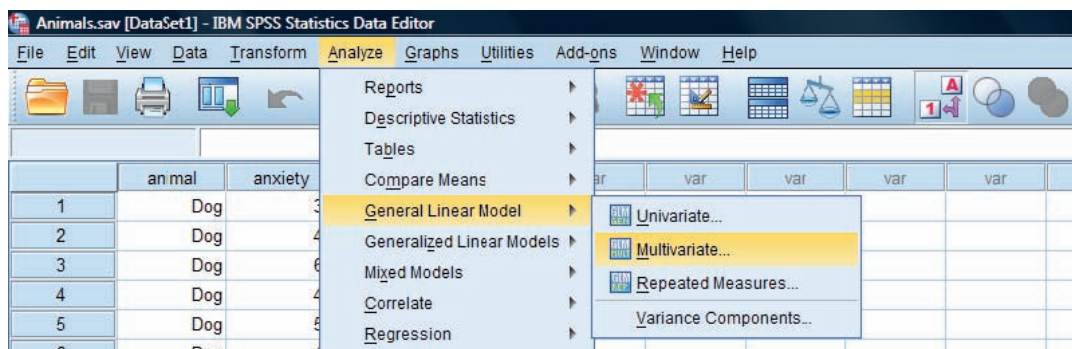 Animals.sav [DataSet1] - IBM SPSS Statistics Data Editor
File Edit View Data Transform Analyze Graphs Utilities Add-ons Window Help
Reports
Descriptive Statistics
Tables
Compare Means
General Linear Model
Generalized Linear Models
Mixed Models
Correlate
Regression
Univariate...
Multivariate...
Repeated Measures...
Variance Components...
A
1
animal anxiety var var var var
1 Dog
2 Dog
3 Dog
4 Dog
5 Dog